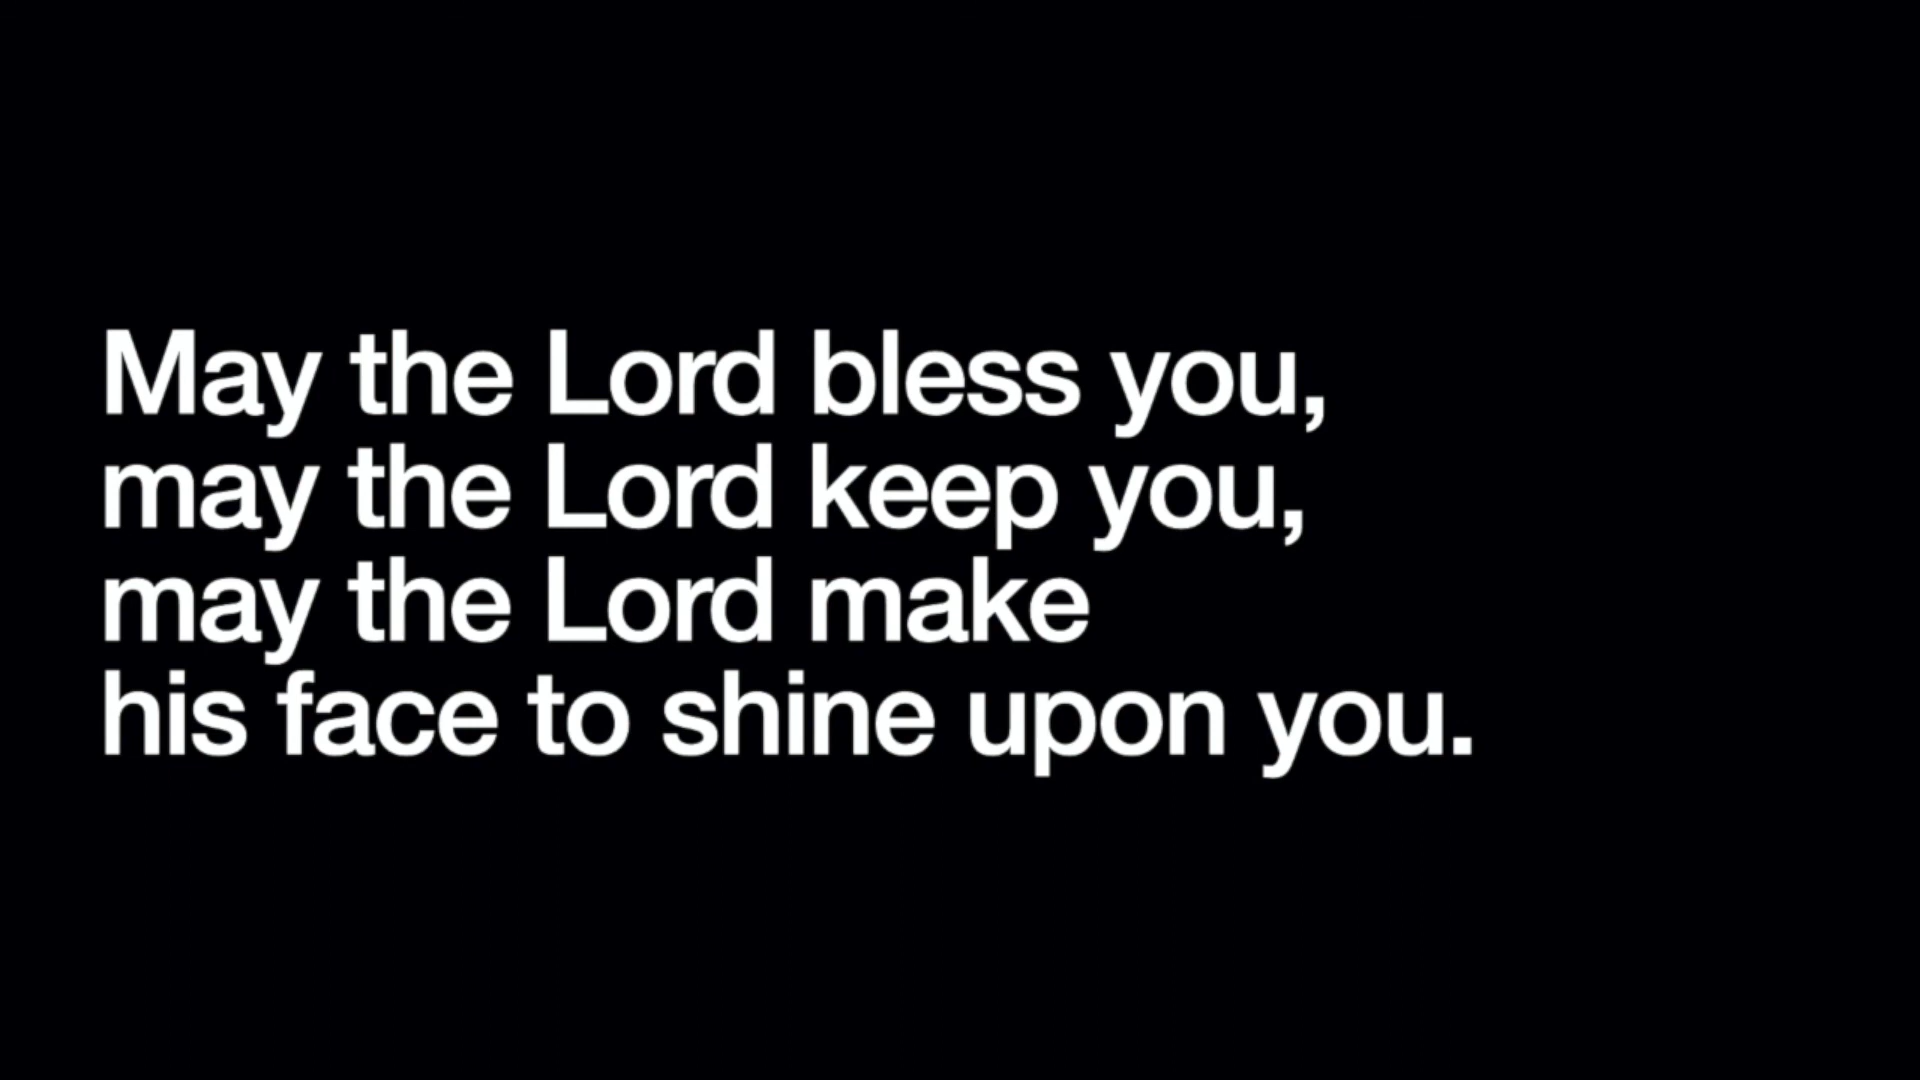 May the Lord bless you,
may the Lord keep you,
may the Lord make
his face to shine upon you.